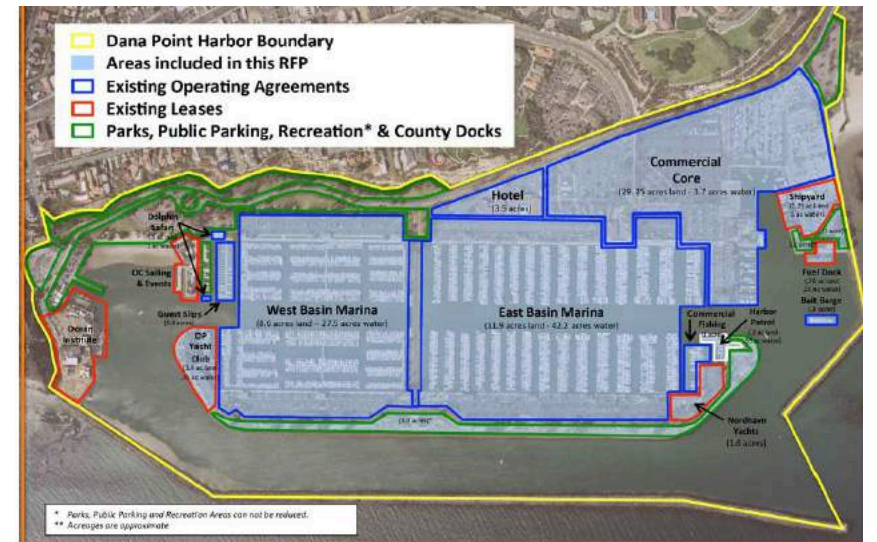 Dana Point Harbor Boundary
Areas included in this RFP
Existing Operating Agreements
Existing Leases
Parks, Public Parking, Recreation* & County Docks
Commercial
Core
(29.35 acres land - 3.7 acres water)
Hotel
(3.5 acres)
Shipyard
Dolphin
Safari
OC Sailing
& Events
Guest Slips
Ocean
Institute
DP
Yacht
Club
West Basin Marina
(8.6 acres land – 27.5 acres water)
East Basin Marina
(11.9 acres land - 42.2 acres water)
Commercial
Fishing
Harbor
Patrol
Fuel Dock
Bait Barge
Nordhavn
Yachts
(1.6 acres)
* Parks, Public Parking and Recreation Areas can not be reduced.
** Acreages are approximate